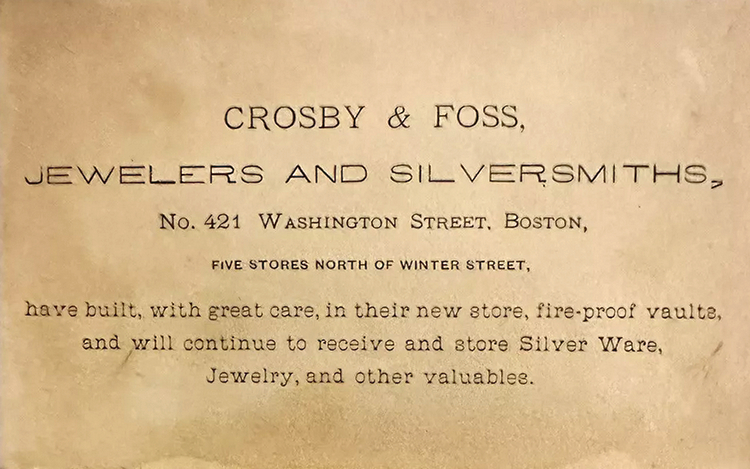 CROSBY & FOSS,
JEWELERS AND SILVERSMITHS,
No. 421 Washington Street, Boston,
FIVE STORES NORTH OF WINTER STREET,
have built, with great care, in their new store, fire-proof vaults,
and will continue to receive and store Silver Ware,
Jewelry, and other valuables.